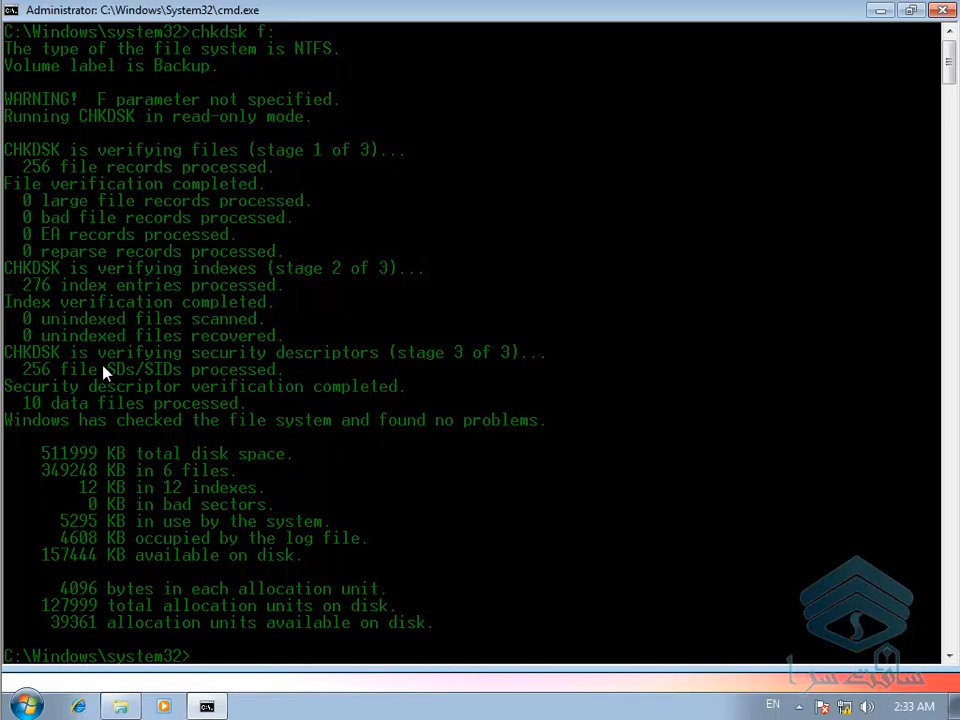 Administrator: C:\Windows\System32\cmd.exe
C:\Windows\system32>chkdsk f:
The type of the file system is NTFS.
Volume label is Backup.
WARNING!  F parameter not specified.
Running CHKDSK in read-only mode.
CHKDSK is verifying files (stage 1 of 3)...
  256 file records processed.
File verification completed.
  0 large file records processed.
  0 bad file records processed.
  0 EA records processed.
  0 reparse records processed.
CHKDSK is verifying indexes (stage 2 of 3)...
  276 index entries processed.
Index verification completed.
  0 unindexed files scanned.
  0 unindexed files recovered.
CHKDSK is verifying security descriptors (stage 3 of 3)...
  256 file SDs/SIDs processed.
Security descriptor verification completed.
  10 data files processed.
Windows has checked the file system and found no problems.
    511999 KB total disk space.
    349248 KB in 6 files.
        12 KB in 12 indexes.
         0 KB in bad sectors.
      5295 KB in use by the system.
      4608 KB occupied by the log file.
    157444 KB available on disk.
      4096 bytes in each allocation unit.
    127999 total allocation units on disk.
     39361 allocation units available on disk.
C:\Windows\system32>
سافت سرا
EN
2:33 AM